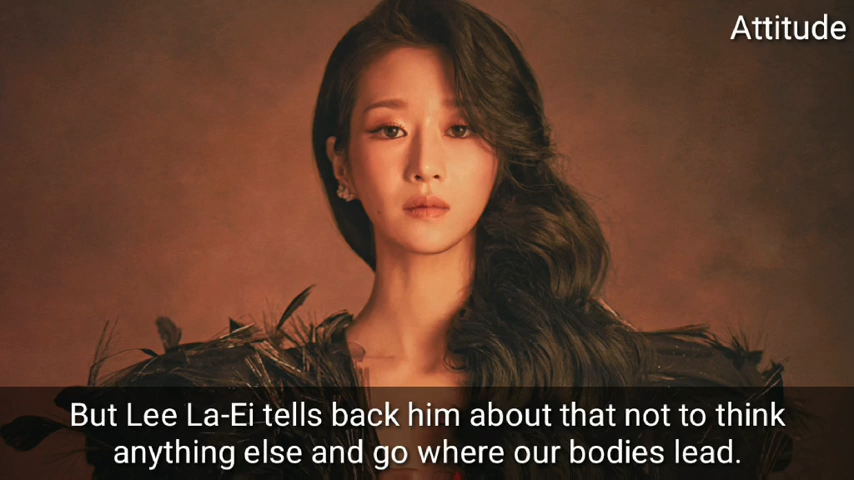 Attitude
But Lee La-Ei tells back him about that not to think
anything else and go where our bodies lead.